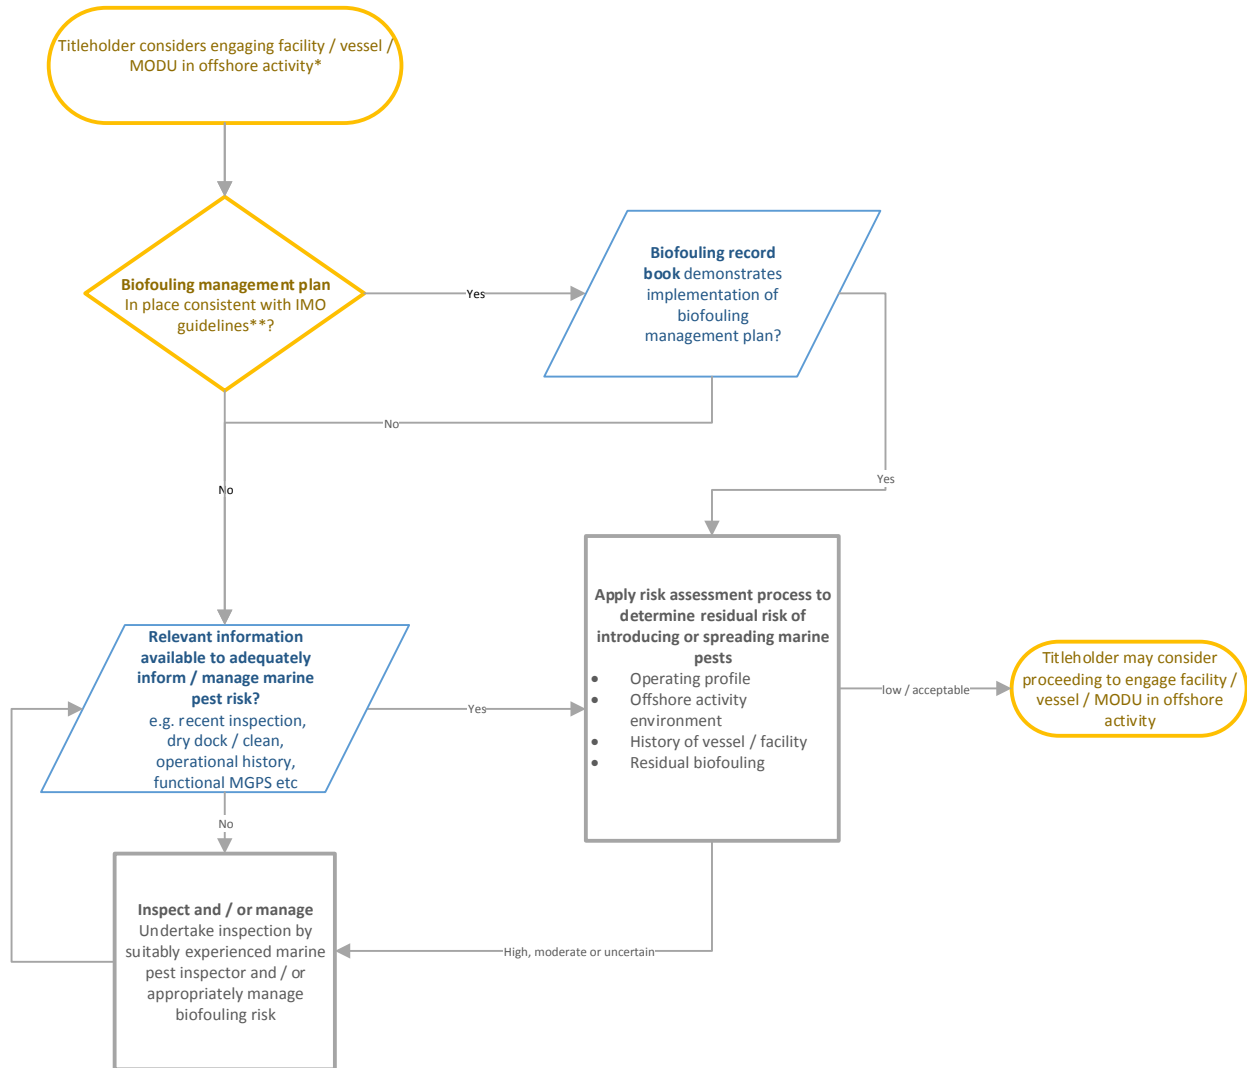 Titleholder considers engaging facility / vessel /
MODU in offshore activity*
Biofouling management plan
In place consistent with IMO
guidelines**?
Yes
Biofouling record
book demonstrates
implementation of
biofouling
management plan?
No
No
Yes
Relevant information
available to adequately
inform / manage marine
pest risk?
e.g. recent inspection,
dry dock / clean,
operational history,
functional MGPS etc
Yes
Apply risk assessment process to
determine residual risk of
introducing or spreading marine
pests
• Operating profile
• Offshore activity
environment
• History of vessel / facility
• Residual biofouling
low / acceptable
Titleholder may consider
proceeding to engage facility /
vessel / MODU in offshore
activity
No
Inspect and / or manage
Undertake inspection by
suitably experienced marine
pest inspector and / or
appropriately manage
biofouling risk
High, moderate or uncertain